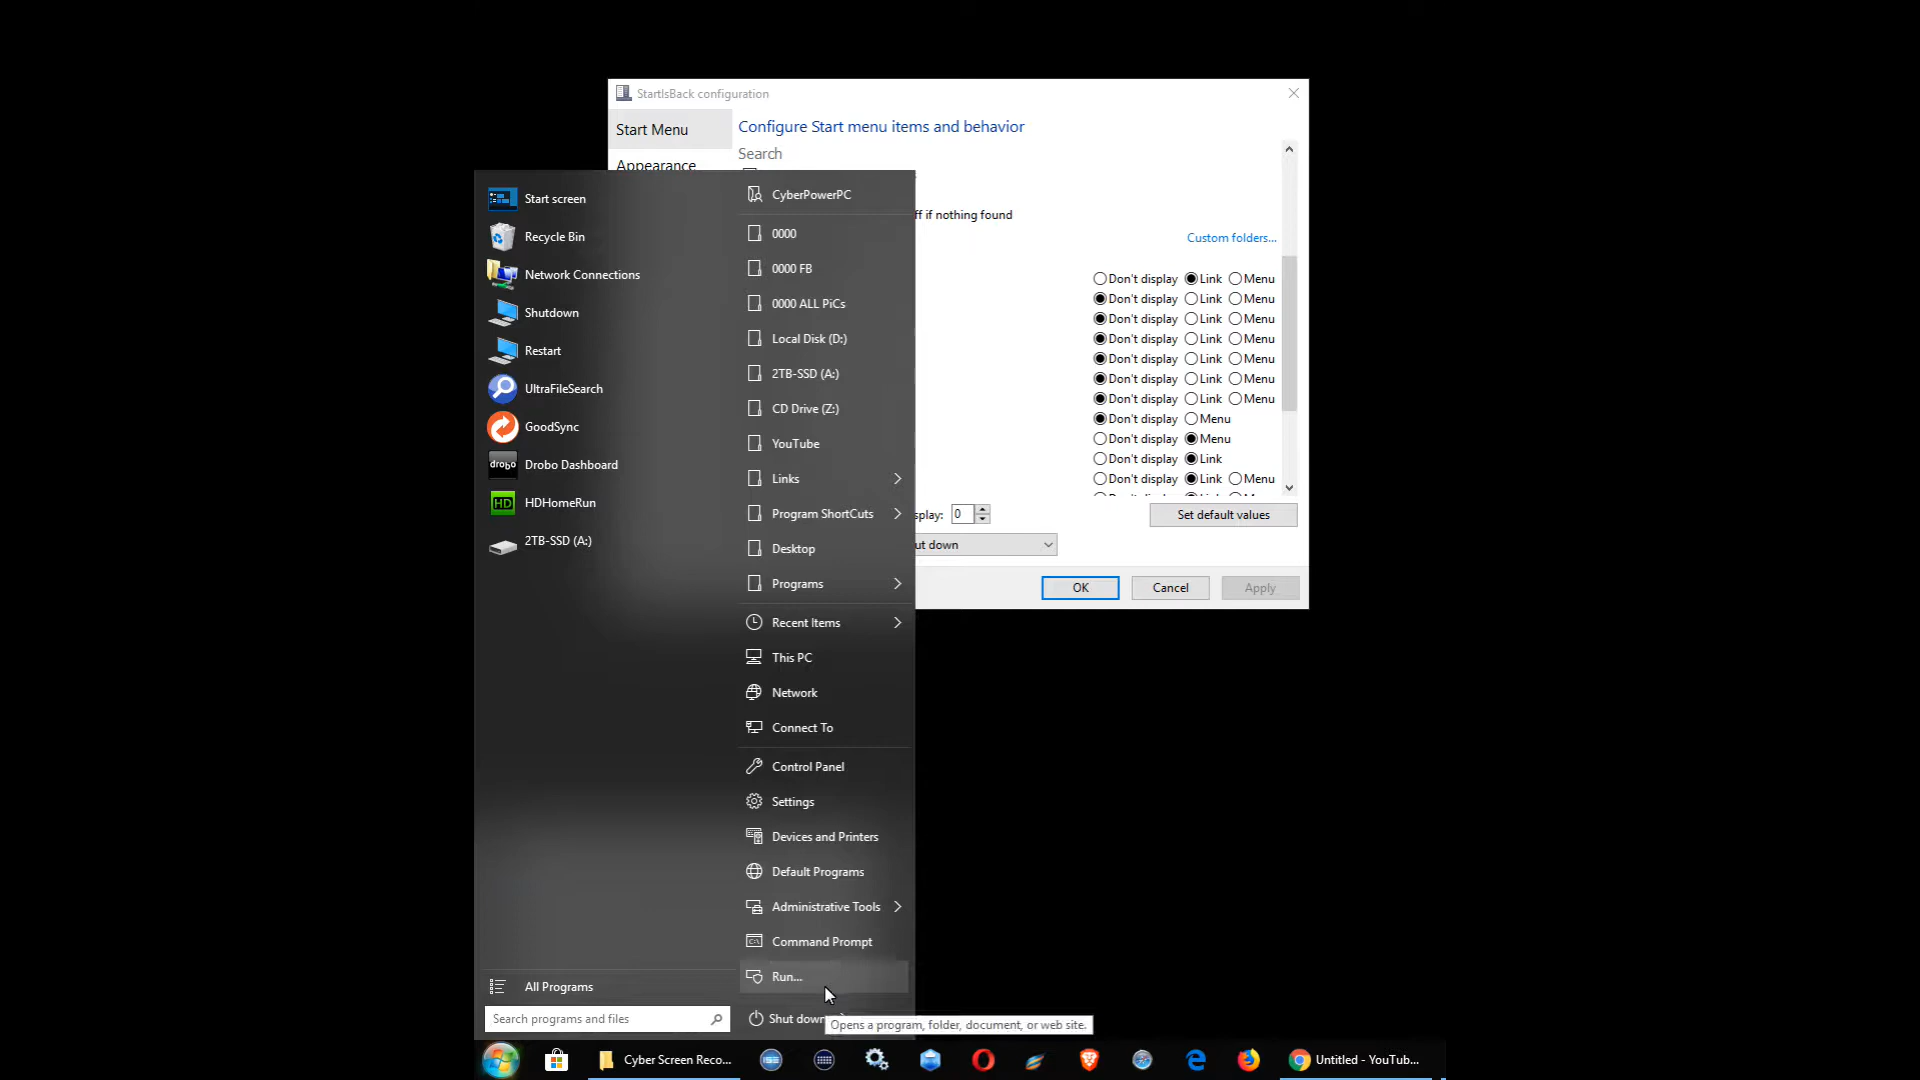 StartIsBack configuration
Start Menu
Appearance
Configure Start menu items and behavior
Search
ff if nothing found
Custom folders...
Don't display Link Menu
Don't display Link Menu
Don't display Link Menu
Don't display Link Menu
Don't display Link Menu
Don't display Link Menu
Don't display Link Menu
Don't display Menu
Don't display Menu
Don't display Link
Don't display Link Menu
splay: 0
Set default values
ut down
OK
Cancel
Apply
Start screen
Recycle Bin
Network Connections
Shutdown
Restart
UltraFileSearch
GoodSync
drobo
Drobo Dashboard
HD
HDHomeRun
2TB-SSD (A:)
All Programs
Search programs and files
CyberPowerPC
0000
0000 FB
0000 ALL PiCs
Local Disk (D:)
2TB-SSD (A:)
CD Drive (Z:)
YouTube
Links
Program ShortCuts
Desktop
Programs
Recent Items
This PC
Network
Connect To
Control Panel
Settings
Devices and Printers
Default Programs
Administrative Tools
Command Prompt
Run...
Shut down
Opens a program, folder, document, or web site.
Cyber Screen Reco...
ISE
Untitled - YouTub...